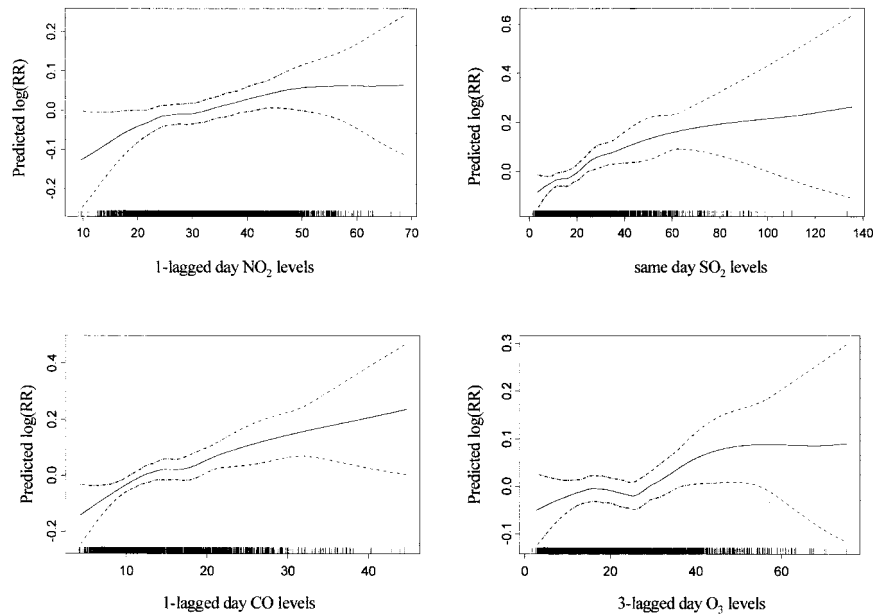 Predicted log(RR)
0.2
0.1
0.0
-0.1
-0.2
10 20 30 40 50 60 70
1-lagged day NO₂ levels
Predicted log(RR)
0.6
0.4
0.2
0.0
0 20 40 60 80 100 120 140
same day SO₂ levels
Predicted log(RR)
0.4
0.2
0.0
-0.2
10 20 30 40
1-lagged day CO levels
Predicted log(RR)
0.3
0.2
0.1
0.0
-0.1
0 20 40 60
3-lagged day O₃ levels